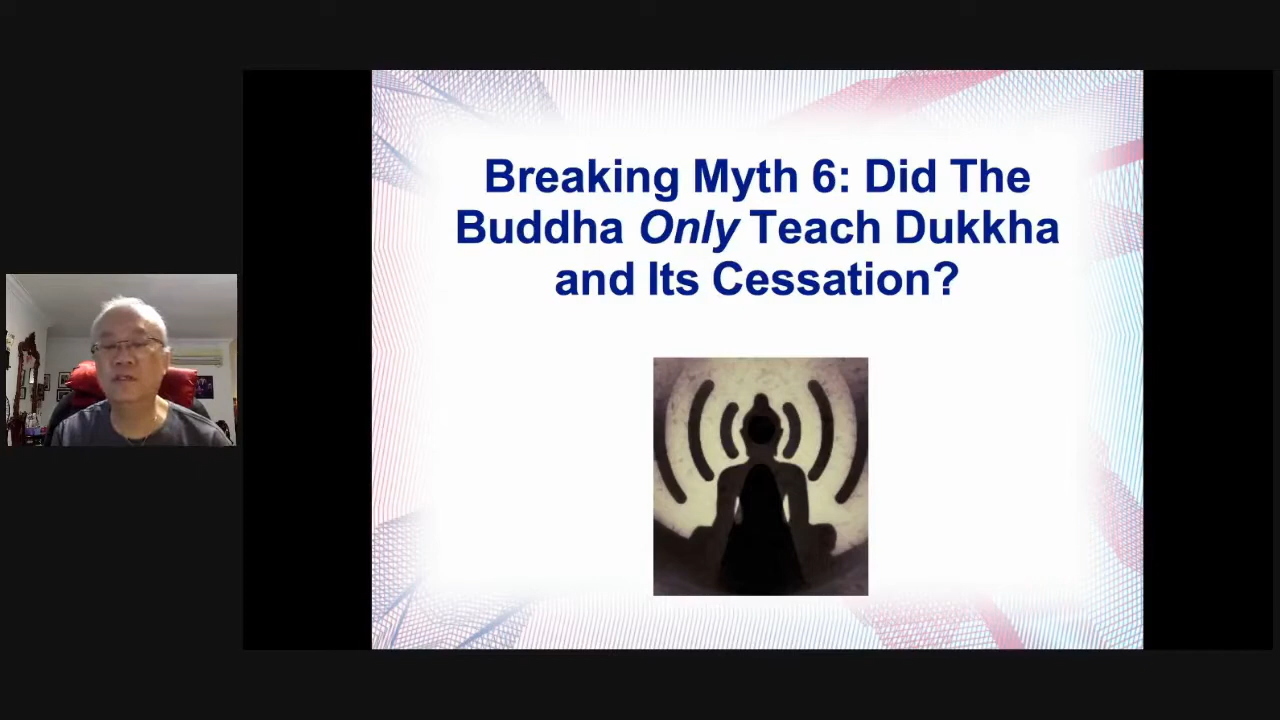 Breaking Myth 6: Did The
Buddha Only Teach Dukkha
and Its Cessation?